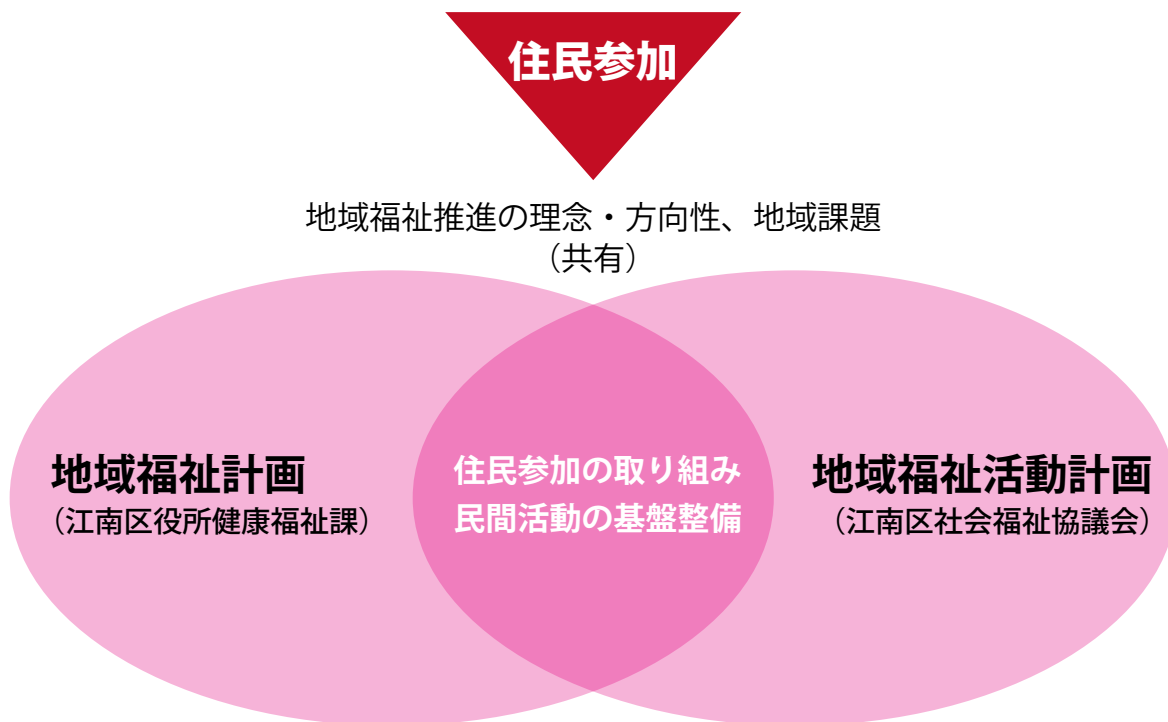 住民参加
地域福祉推進の理念・方向性、地域課題
（共有）
地域福祉計画
（江南区役所健康福祉課）
住民参加の取り組み
民間活動の基盤整備
地域福祉活動計画
（江南区社会福祉協議会）